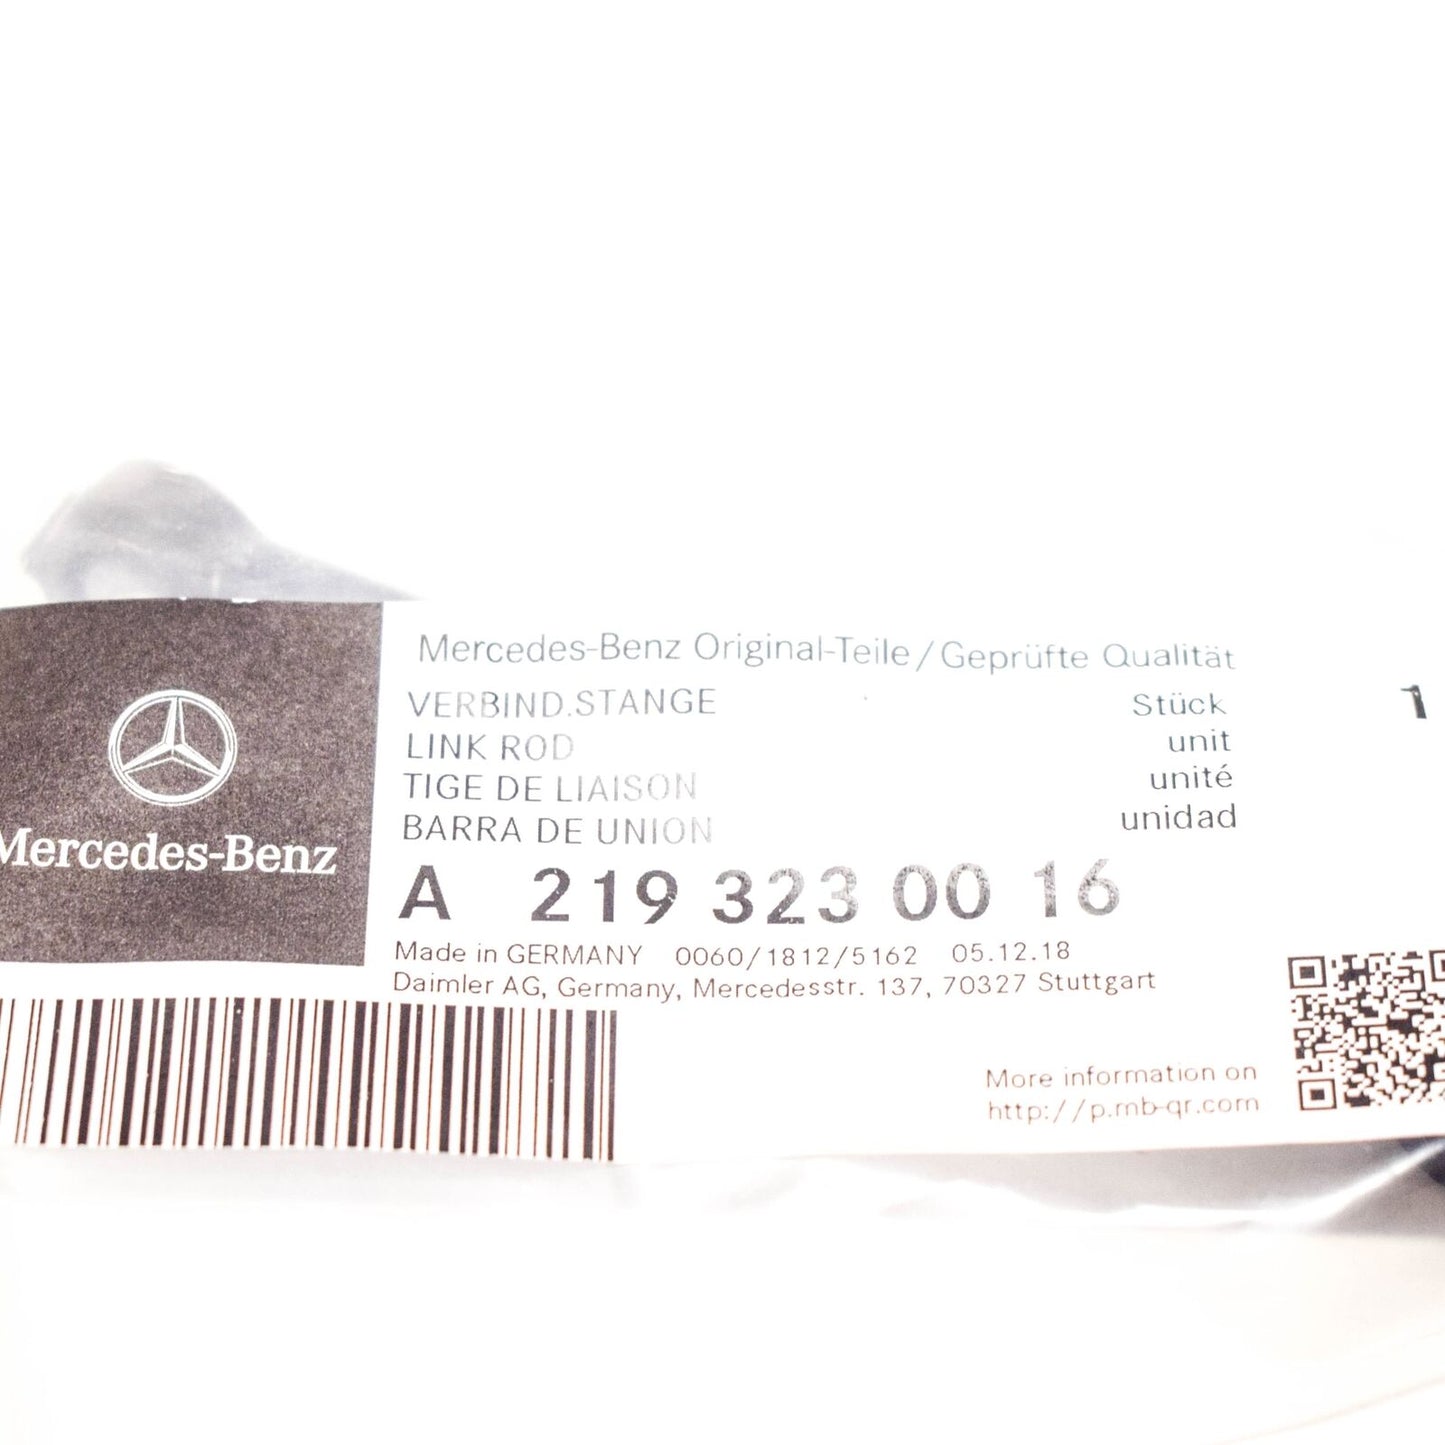 Mercedes-Benz
Mercedes-Benz Original-Teile/Geprüfte Qualität
VERBIND.STANGE Stück 1
LINK ROD unit
TIGE DE LIAISON unité
BARRA DE UNION unidad
A 219 323 00 16
Made in GERMANY 0060/1812/5162 05.12.18
Daimler AG, Germany, Mercedesstr. 137, 70327 Stuttgart
More information on
http://p.mb-qr.com